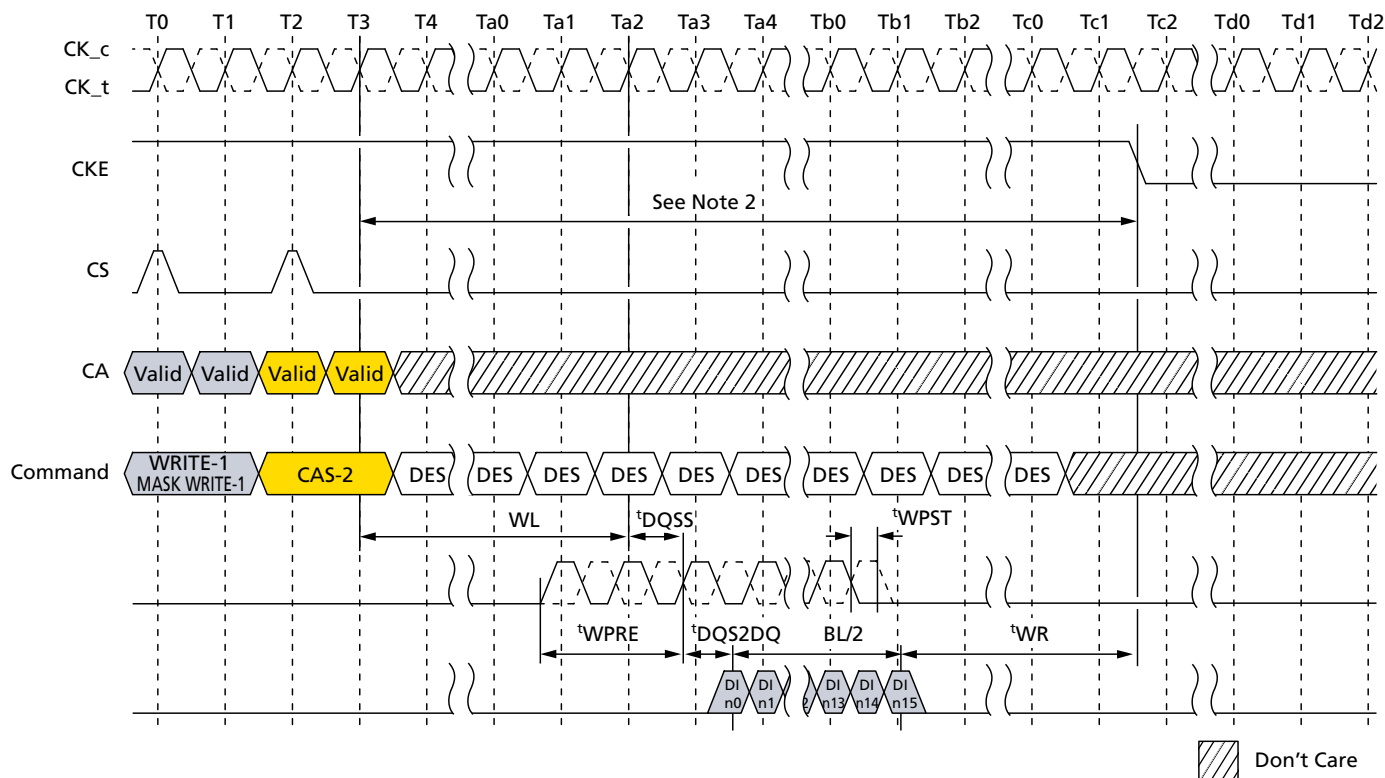 T0 T1 T2 T3 T4 Ta0 Ta1 Ta2 Ta3 Ta4 Tb0 Tb1 Tb2 Tc0 Tc1 Tc2 Td0 Td1 Td2
CK_c
CK_t
CKE
See Note 2
CS
CA Valid Valid Valid Valid
Command WRITE-1 MASK WRITE-1 CAS-2 DES DES DES DES DES DES DES DES DES DES
WL tDQSS tWPST
tWPRE tDQS2DQ BL/2 tWR
DI n0 DI n1 2 DI n13 DI n14 DI n15
Don't Care